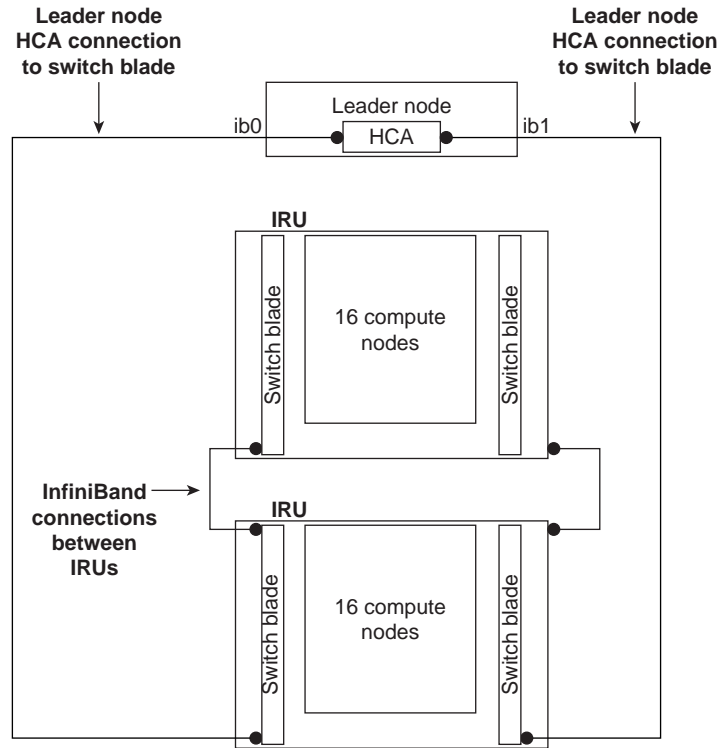 Leader node
HCA connection
to switch blade
Leader node
HCA connection
to switch blade
Leader node
ib0
HCA
ib1
IRU
Switch blade
16 compute
nodes
Switch blade
InfiniBand
connections
between
IRUs
IRU
Switch blade
16 compute
nodes
Switch blade